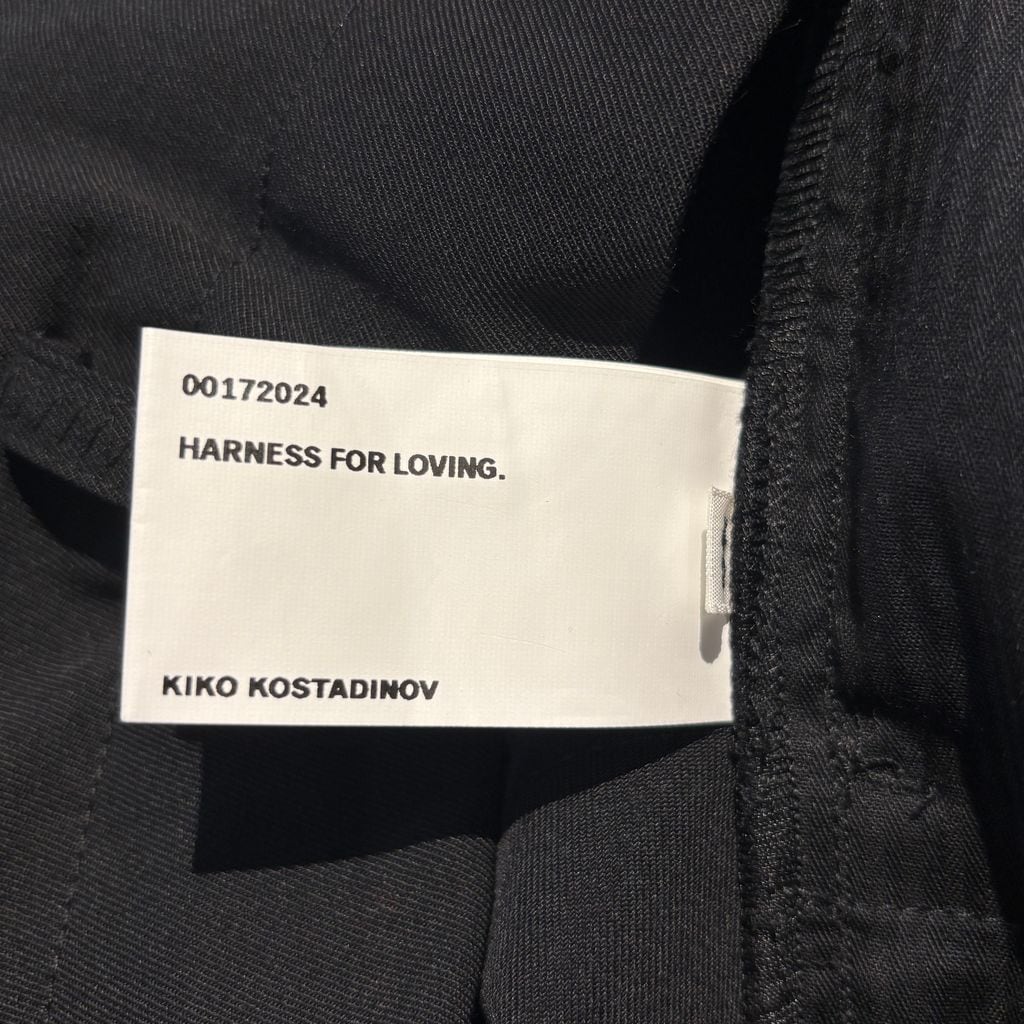 00172024
HARNESS FOR LOVING.
KIKO KOSTADINOV